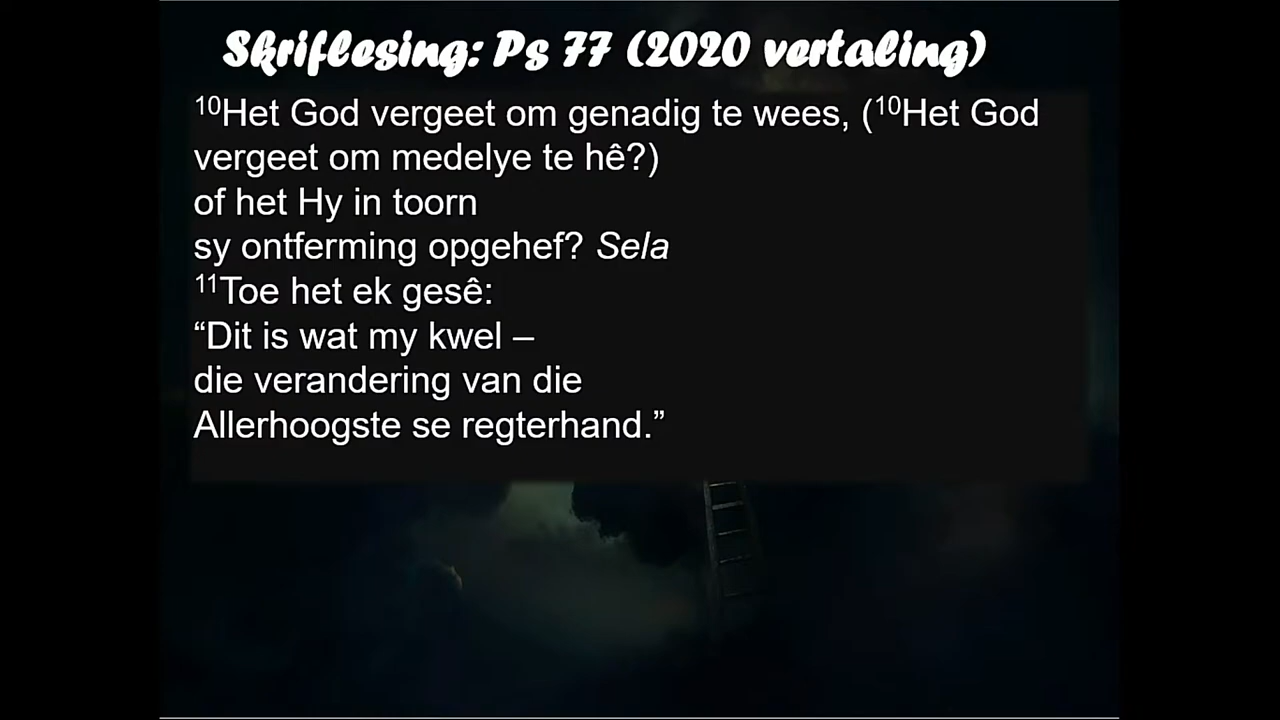 Skriflesing: Ps 77 (2020 vertaling)
¹⁰Het God vergeet om genadig te wees, (¹⁰Het God
vergeet om medelye te hê?)
of het Hy in toorn
sy ontferming opgehef? Sela
¹¹Toe het ek gesê:
“Dit is wat my kwel –
die verandering van die
Allerhoogste se regterhand.”